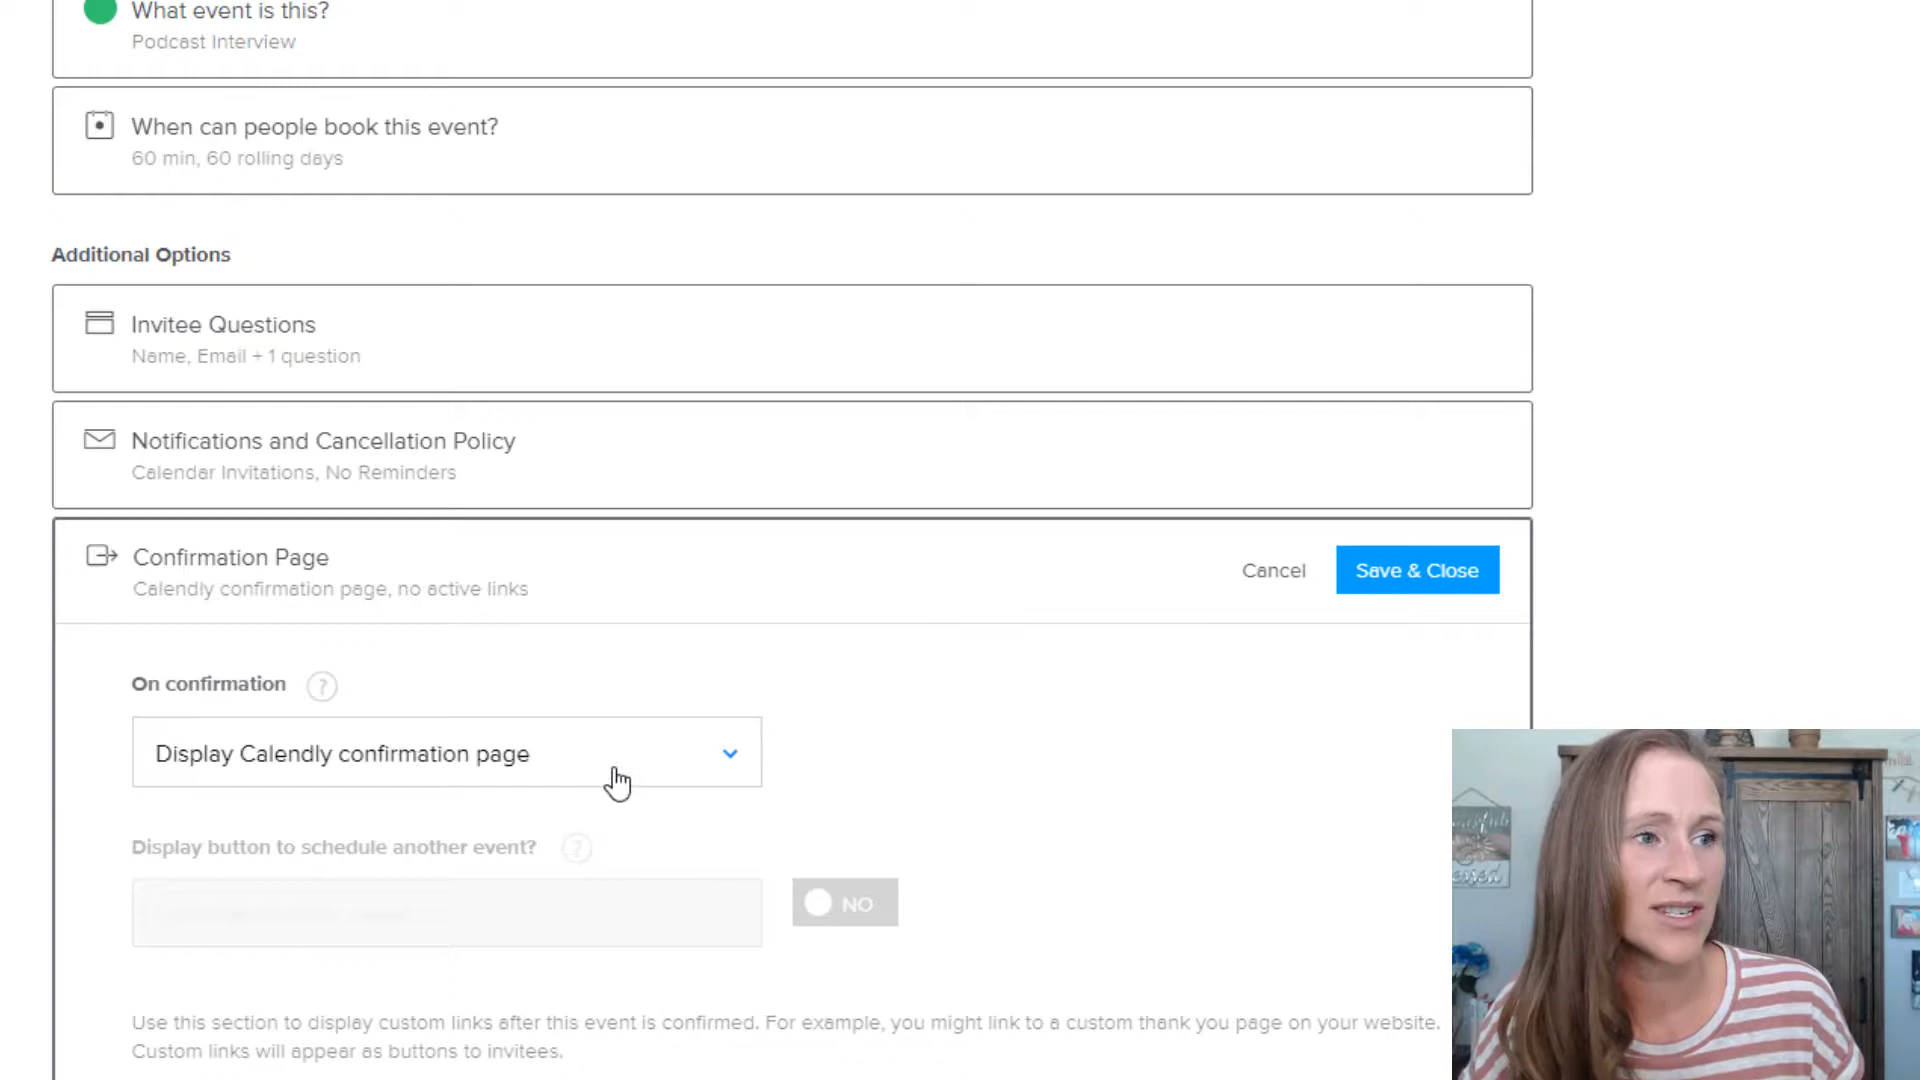 What event is this?
Podcast Interview
When can people book this event?
60 min, 60 rolling days
Additional Options
Invitee Questions
Name, Email + 1 question
Notifications and Cancellation Policy
Calendar Invitations, No Reminders
Confirmation Page
Calendly confirmation page, no active links
Cancel
Save & Close
On confirmation ?
Display Calendly confirmation page
Display button to schedule another event? ?
NO
Use this section to display custom links after this event is confirmed. For example, you might link to a custom thank you page on your website.
Custom links will appear as buttons to invitees.